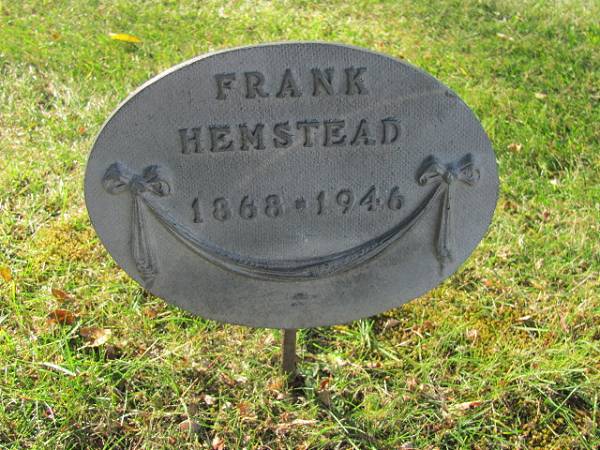 FRANK
HEMSTEAD
1868 • 1946